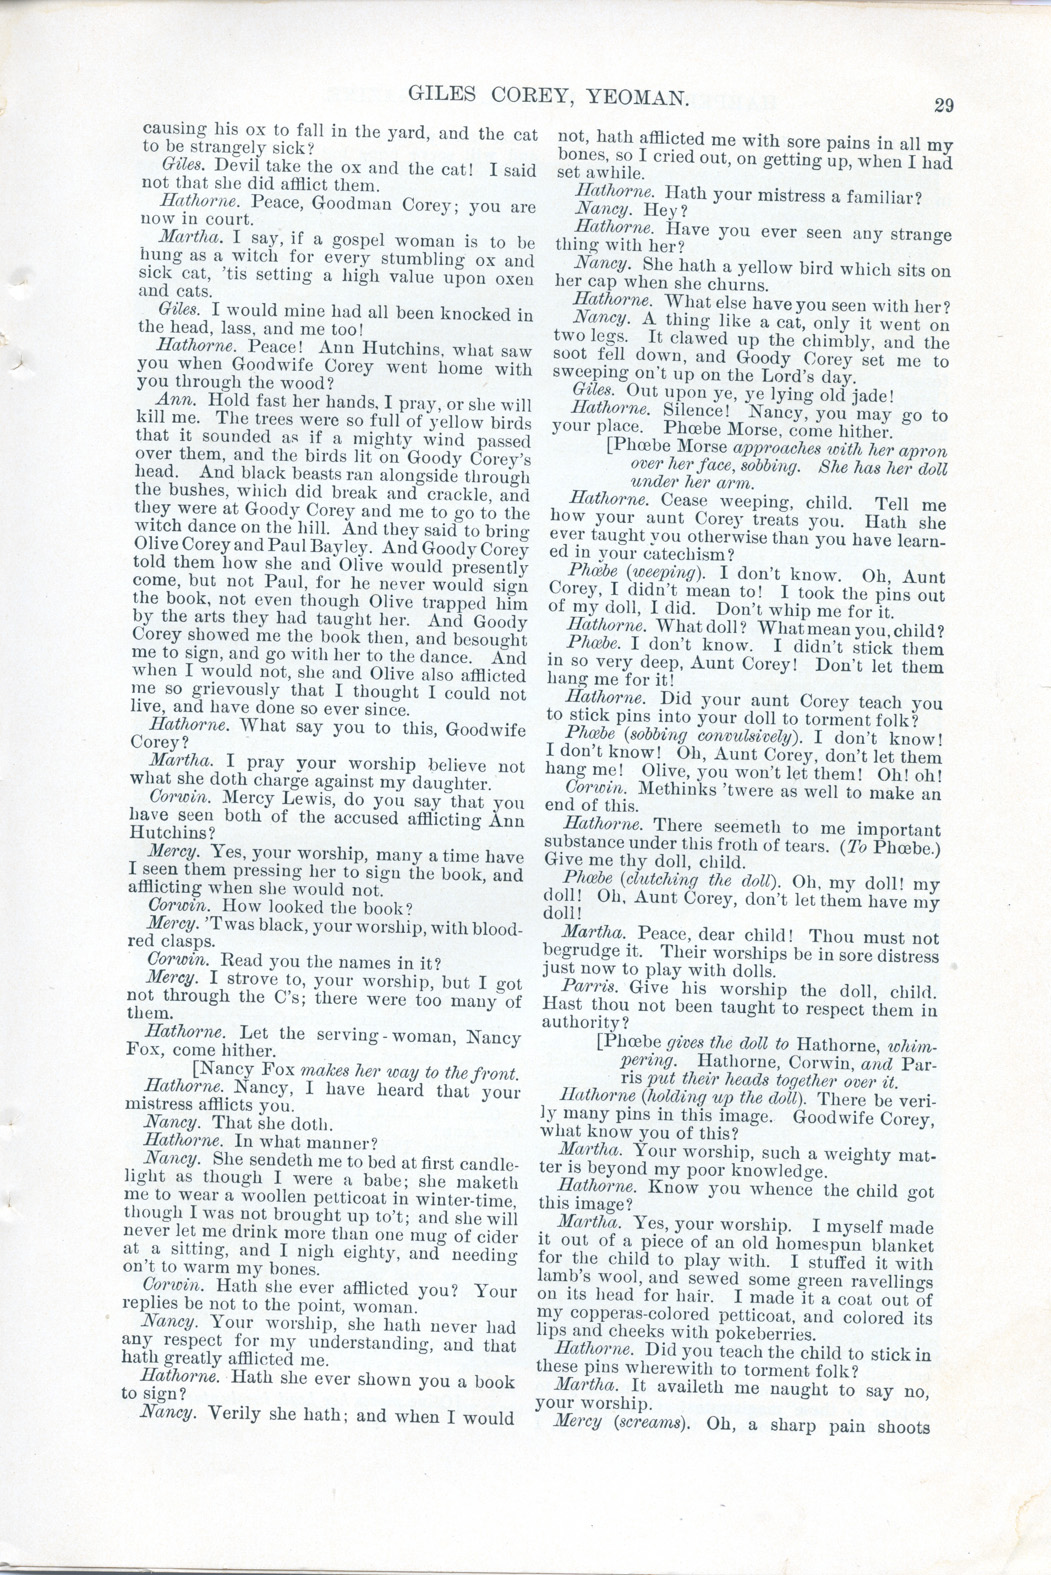 GILES COREY, YEOMAN.
29
causing his ox to fall in the yard, and the cat
to be strangely sick?
Giles. Devil take the ox and the cat! I said
not that she did afflict them.
Hathorne. Peace, Goodman Corey; you are
now in court.
Martha. I say, if a gospel woman is to be
hung as a witch for every stumbling ox and
sick cat, 'tis setting a high value upon oxen
and cats.
Giles. I would mine had all been knocked in
the head, lass, and me too!
Hathorne. Peace! Ann Hutchins, what saw
you when Goodwife Corey went home with
you through the wood?
Ann. Hold fast her hands, I pray, or she will
kill me. The trees were so full of yellow birds
that it sounded as if a mighty wind passed
over them, and the birds lit on Goody Corey's
head. And black beasts ran alongside through
the bushes, which did break and crackle, and
they were at Goody Corey and me to go to the
witch dance on the hill. And they said to bring
Olive Corey and Paul Bayley. And Goody Corey
told them how she and Olive would presently
come, but not Paul, for he never would sign
the book, not even though Olive trapped him
by the arts they had taught her. And Goody
Corey showed me the book then, and besought
me to sign, and go with her to the dance. And
when I would not, she and Olive also afflicted
me so grievously that I thought I could not
live, and have done so ever since.
Hathorne. What say you to this, Goodwife
Corey?
Martha. I pray your worship believe not
what she doth charge against my daughter.
Corwin. Mercy Lewis, do you say that you
have seen both of the accused afflicting Ann
Hutchins?
Mercy. Yes, your worship, many a time have
I seen them pressing her to sign the book, and
afflicting when she would not.
Corwin. How looked the book?
Mercy. 'Twas black, your worship, with blood-
red clasps.
Corwin. Read you the names in it?
Mercy. I strove to, your worship, but I got
not through the C's; there were too many of
them.
Hathorne. Let the serving-woman, Nancy
Fox, come hither.
[Nancy Fox makes her way to the front.
Hathorne. Nancy, I have heard that your
mistress afflicts you.
Nancy. That she doth.
Hathorne. In what manner?
Nancy. She sendeth me to bed at first candle-
light as though I were a babe; she maketh
me to wear a woollen petticoat in winter-time,
though I was not brought up to't; and she will
never let me drink more than one mug of cider
at a sitting, and I nigh eighty, and needing
on't to warm my bones.
Corwin. Hath she ever afflicted you? Your
replies be not to the point, woman.
Nancy. Your worship, she hath never had
any respect for my understanding, and that
hath greatly afflicted me.
Hathorne. Hath she ever shown you a book
to sign?
Nancy. Verily she hath; and when I would
not, hath afflicted me with sore pains in all my
bones, so I cried out, on getting up, when I had
set awhile.
Hathorne. Hath your mistress a familiar?
Nancy. Hey?
Hathorne. Have you ever seen any strange
thing with her?
Nancy. She hath a yellow bird which sits on
her cap when she churns.
Hathorne. What else have you seen with her?
Nancy. A thing like a cat, only it went on
two legs. It clawed up the chimbly, and the
soot fell down, and Goody Corey set me to
sweeping on't up on the Lord's day.
Giles. Out upon ye, ye lying old jade!
Hathorne. Silence! Nancy, you may go to
your place. Phœbe Morse, come hither.
[Phœbe Morse approaches with her apron
over her face, sobbing. She has her doll
under her arm.
Hathorne. Cease weeping, child. Tell me
how your aunt Corey treats you. Hath she
ever taught you otherwise than you have learn-
ed in your catechism?
Phœbe (weeping). I don't know. Oh, Aunt
Corey, I didn't mean to! I took the pins out
of my doll, I did. Don't whip me for it.
Hathorne. What doll? What mean you, child?
Phœbe. I don't know. I didn't stick them
in so very deep, Aunt Corey! Don't let them
hang me for it!
Hathorne. Did your aunt Corey teach you
to stick pins into your doll to torment folk?
Phœbe (sobbing convulsively). I don't know!
I don't know! Oh, Aunt Corey, don't let them
hang me! Olive, you won't let them! Oh! oh!
Corwin. Methinks 'twere as well to make an
end of this.
Hathorne. There seemeth to me important
substance under this froth of tears. (To Phœbe.)
Give me thy doll, child.
Phœbe (clutching the doll). Oh, my doll! my
doll! Oh, Aunt Corey, don't let them have my
doll!
Martha. Peace, dear child! Thou must not
begrudge it. Their worships be in sore distress
just now to play with dolls.
Parris. Give his worship the doll, child.
Hast thou not been taught to respect them in
authority?
[Phœbe gives the doll to Hathorne, whim-
pering. Hathorne, Corwin, and Par-
ris put their heads together over it.
Hathorne (holding up the doll). There be veri-
ly many pins in this image. Goodwife Corey,
what know you of this?
Martha. Your worship, such a weighty mat-
ter is beyond my poor knowledge.
Hathorne. Know you whence the child got
this image?
Martha. Yes, your worship. I myself made
it out of a piece of an old homespun blanket
for the child to play with. I stuffed it with
lamb's wool, and sewed some green ravellings
on its head for hair. I made it a coat out of
my copperas-colored petticoat, and colored its
lips and cheeks with pokeberries.
Hathorne. Did you teach the child to stick in
these pins wherewith to torment folk?
Martha. It availeth me naught to say no,
your worship.
Mercy (screams). Oh, a sharp pain shoots